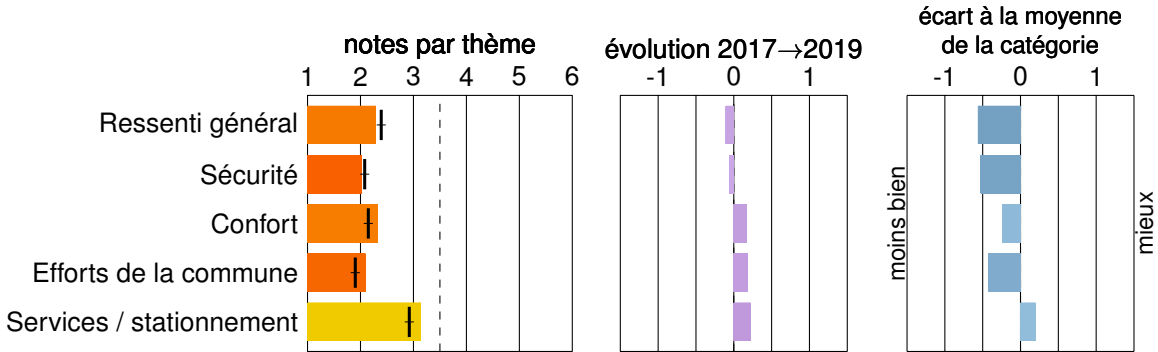 notes par thème
1 2 3 4 5 6
évolution 2017→2019
-1 0 1
écart à la moyenne
de la catégorie
-1 0 1
Ressenti général
Sécurité
Confort
Efforts de la commune
Services / stationnement
moins bien
mieux